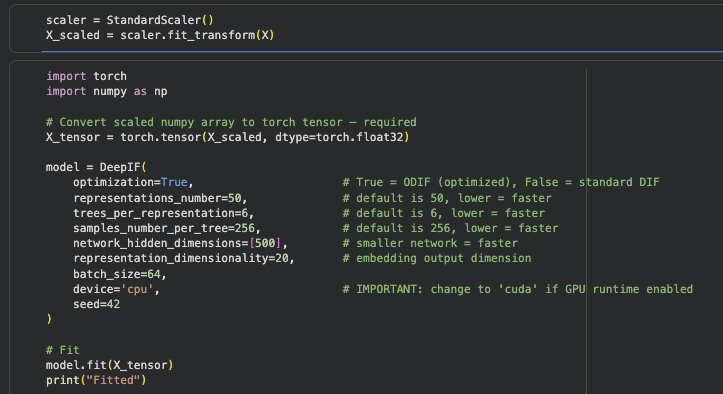 scaler = StandardScaler()
X_scaled = scaler.fit_transform(X)
import torch
import numpy as np
# Convert scaled numpy array to torch tensor — required
X_tensor = torch.tensor(X_scaled, dtype=torch.float32)
model = DeepIF(
optimization=True, # True = ODIF (optimized), False = standard DIF
representations_number=50, # default is 50, lower = faster
trees_per_representation=6, # default is 6, lower = faster
samples_number_per_tree=256, # default is 256, lower = faster
network_hidden_dimensions=[500], # smaller network = faster
representation_dimensionality=20, # embedding output dimension
batch_size=64,
device='cpu', # IMPORTANT: change to 'cuda' if GPU runtime enabled
seed=42
)
# Fit
model.fit(X_tensor)
print("Fitted")